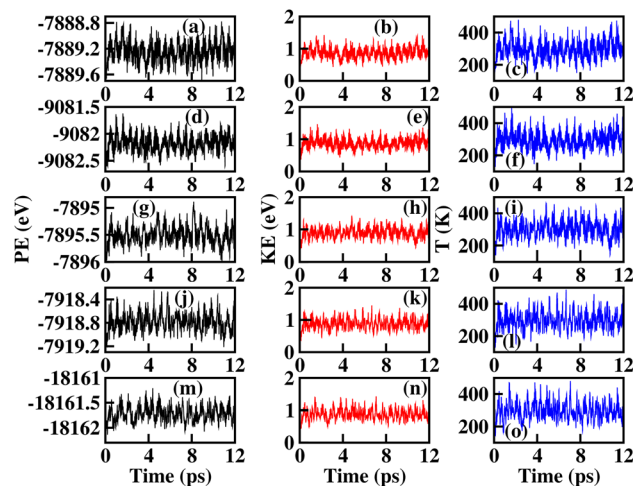 -7888.8 (a) 2 (b) 400
-7889.2 1 200 (c)
-7889.6 0
0 4 8 12 0 4 8 12 0 4 8 12
-9081.5 (d) 2 (e) 400
-9082 1 200 (f)
-9082.5 0
0 4 8 12 0 4 8 12 0 4 8 12
PE (eV) KE (eV) T (K)
-7895 (g) 2 (h) 400 (i)
-7895.5 1 200
-7896 0
0 4 8 12 0 4 8 12 0 4 8 12
-7918.4 (j) 2 (k) 400
-7918.8 1 200 (l)
-7919.2 0
0 4 8 12 0 4 8 12 0 4 8 12
-18161 (m) 2 (n) 400
-18161.5 1 200 (o)
-18162 0
0 4 8 12 0 4 8 12 0 4 8 12
Time (ps) Time (ps) Time (ps)